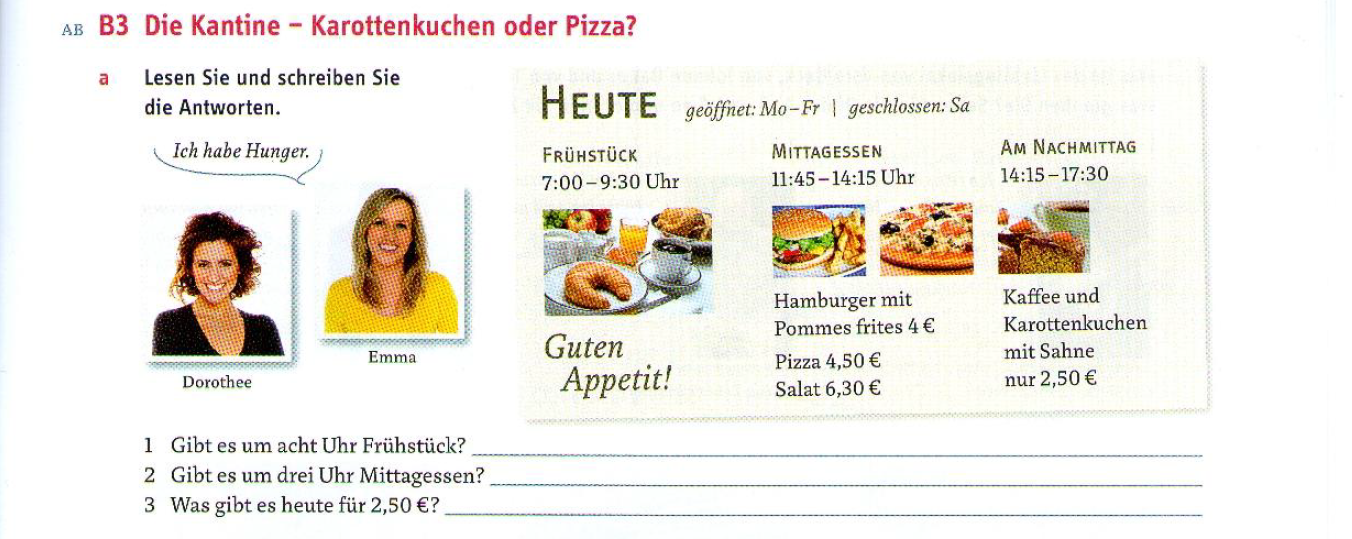 AB B3 Die Kantine – Karottenkuchen oder Pizza?
a Lesen Sie und schreiben Sie
die Antworten.
Ich habe Hunger.
Dorothee
Emma
HEUTE geöffnet: Mo–Fr | geschlossen: Sa
FRÜHSTÜCK
7:00–9:30 Uhr
Guten
Appetit!
MITTAGESSEN
11:45–14:15 Uhr
Hamburger mit
Pommes frites 4 €
Pizza 4,50 €
Salat 6,30 €
AM NACHMITTAG
14:15–17:30
Kaffee und
Karottenkuchen
mit Sahne
nur 2,50 €
1 Gibt es um acht Uhr Frühstück?
2 Gibt es um drei Uhr Mittagessen?
3 Was gibt es heute für 2,50 €?